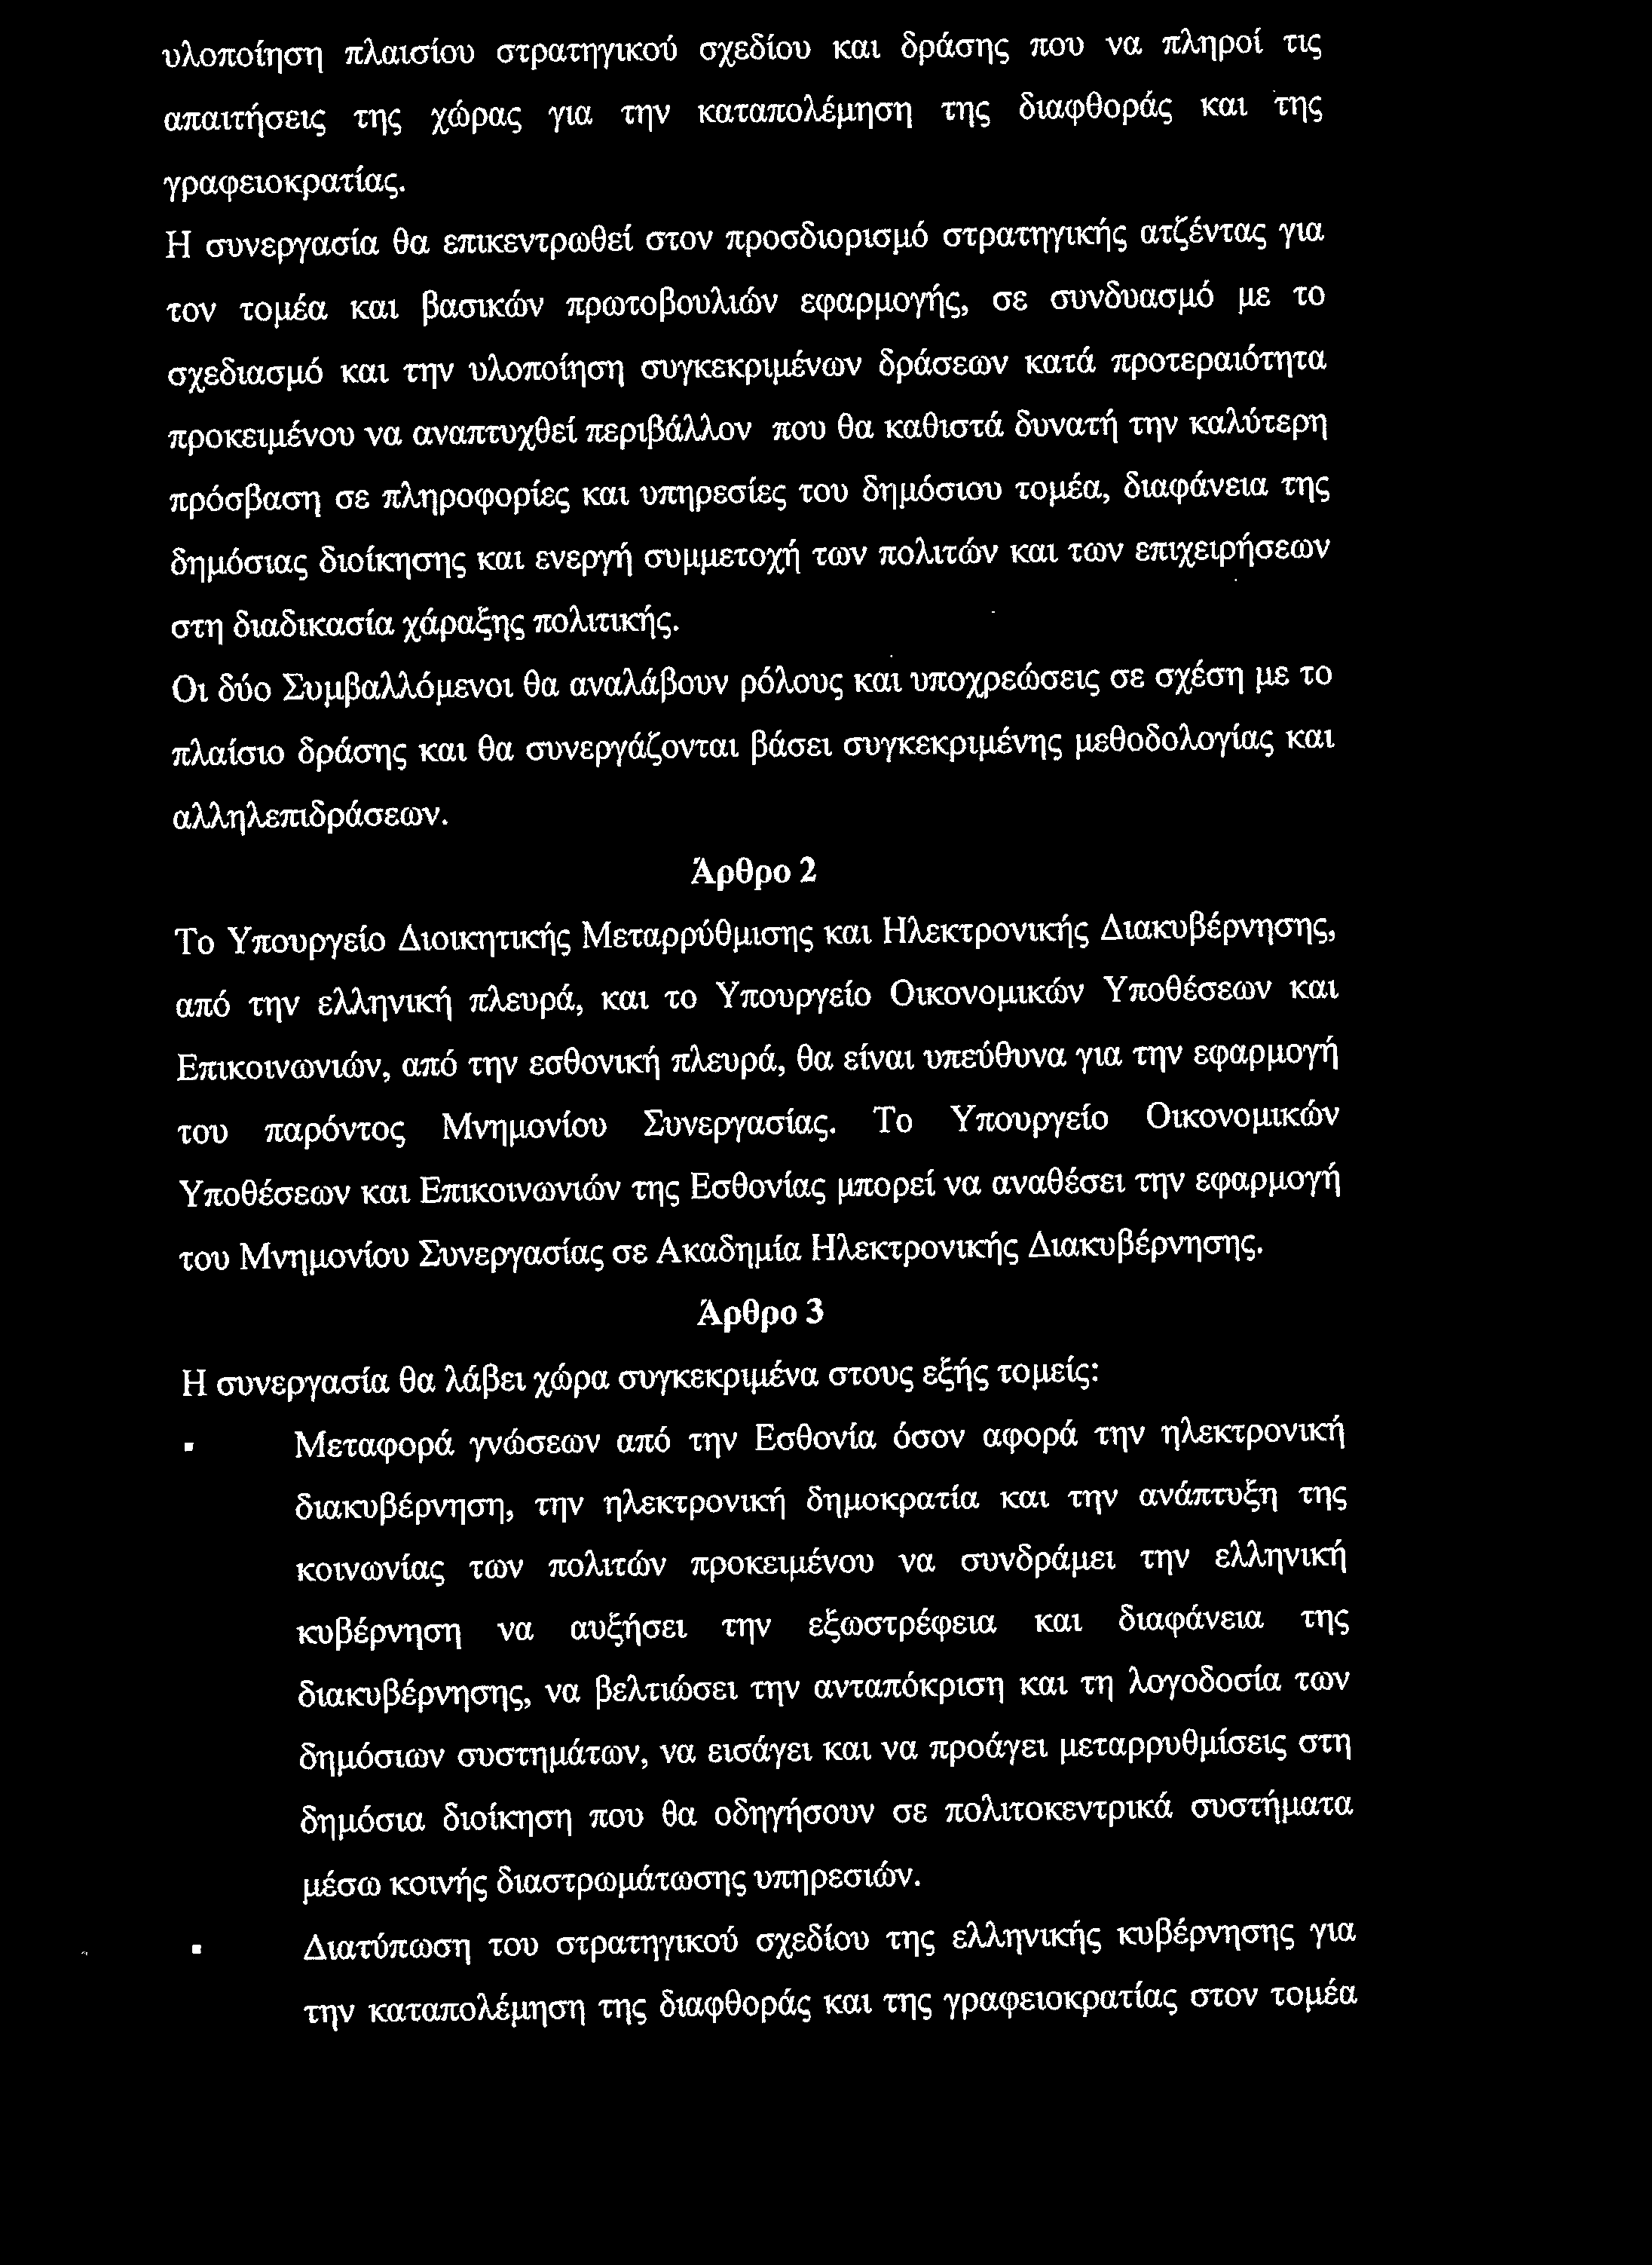 υλοποίηση πλαισίου στρατηγικού σχεδίου και δράσης που να πληροί τις
απαιτήσεις της χώρας για την καταπολέμηση της διαφθοράς και της
γραφειοκρατίας.
Η συνεργασία θα επικεντρωθεί στον προσδιορισμό στρατηγικής ατζέντας για
τον τομέα και βασικών πρωτοβουλιών εφαρμογής, σε συνδυασμό με το
σχεδιασμό και την υλοποίηση συγκεκριμένων δράσεων κατά προτεραιότητα
προκειμένου να αναπτυχθεί περιβάλλον που θα καθιστά δυνατή την καλύτερη
πρόσβαση σε πληροφορίες και υπηρεσίες του δημόσιου τομέα, διαφάνεια της
δημόσιας διοίκησης και ενεργή συμμετοχή των πολιτών και των επιχειρήσεων
στη διαδικασία χάραξης πολιτικής.
Οι δύο Συμβαλλόμενοι θα αναλάβουν ρόλους και υποχρεώσεις σε σχέση με το
πλαίσιο δράσης και θα συνεργάζονται βάσει συγκεκριμένης μεθοδολογίας και
αλληλεπιδράσεων.
Άρθρο 2
Το Υπουργείο Διοικητικής Μεταρρύθμισης και Ηλεκτρονικής Διακυβέρνησης,
από την ελληνική πλευρά, και το Υπουργείο Οικονομικών Υποθέσεων και
Επικοινωνιών, από την εσθονική πλευρά, θα είναι υπεύθυνα για την εφαρμογή
του παρόντος Μνημονίου Συνεργασίας. Το Υπουργείο Οικονομικών
Υποθέσεων και Επικοινωνιών της Εσθονίας μπορεί να αναθέσει την εφαρμογή
του Μνημονίου Συνεργασίας σε Ακαδημία Ηλεκτρονικής Διακυβέρνησης.
Άρθρο 3
Η συνεργασία θα λάβει χώρα συγκεκριμένα στους εξής τομείς:
▪ Μεταφορά γνώσεων από την Εσθονία όσον αφορά την ηλεκτρονική
διακυβέρνηση, την ηλεκτρονική δημοκρατία και την ανάπτυξη της
κοινωνίας των πολιτών προκειμένου να συνδράμει την ελληνική
κυβέρνηση να αυξήσει την εξωστρέφεια και διαφάνεια της
διακυβέρνησης, να βελτιώσει την ανταπόκριση και τη λογοδοσία των
δημόσιων συστημάτων, να εισάγει και να προάγει μεταρρυθμίσεις στη
δημόσια διοίκηση που θα οδηγήσουν σε πολιτοκεντρικά συστήματα
μέσω κοινής διαστρωμάτωσης υπηρεσιών.
▪ Διατύπωση του στρατηγικού σχεδίου της ελληνικής κυβέρνησης για
την καταπολέμηση της διαφθοράς και της γραφειοκρατίας στον τομέα